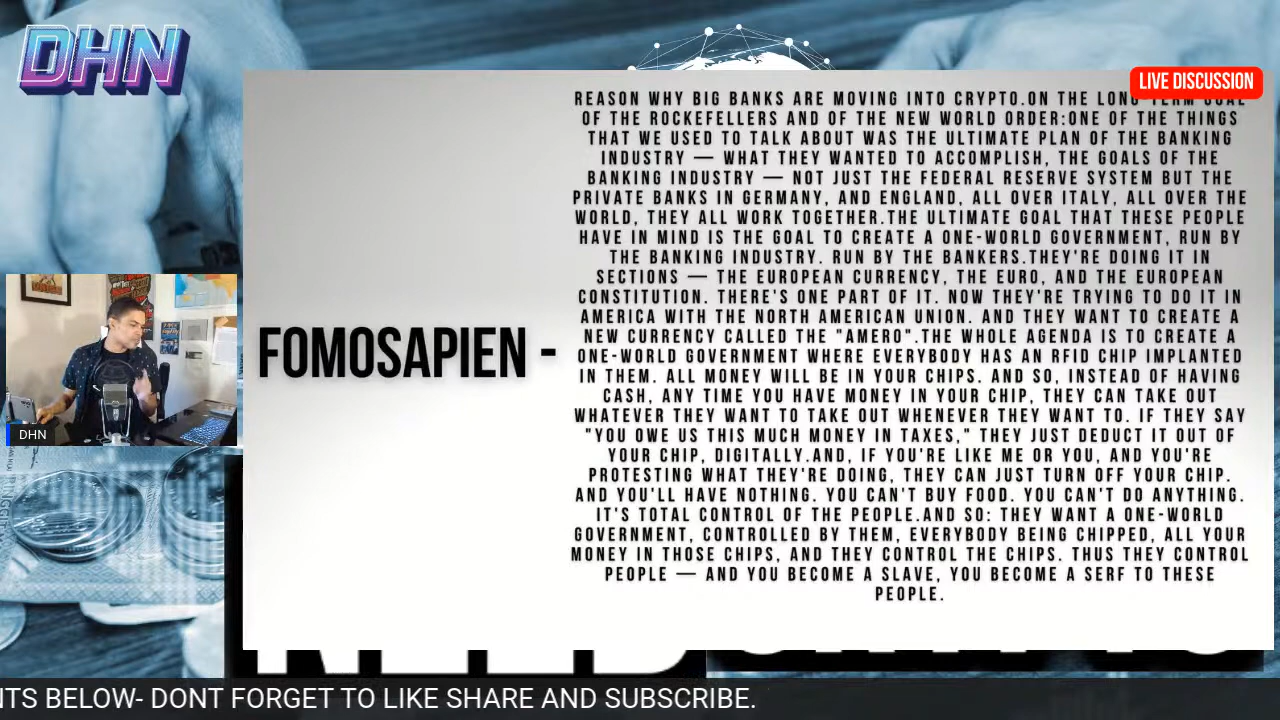 DHN
LIVE DISCUSSION
REASON WHY BIG BANKS ARE MOVING INTO CRYPTO.ON THE LONG-TERM GOAL
OF THE ROCKEFELLERS AND OF THE NEW WORLD ORDER:ONE OF THE THINGS
THAT WE USED TO TALK ABOUT WAS THE ULTIMATE PLAN OF THE BANKING
INDUSTRY — WHAT THEY WANTED TO ACCOMPLISH, THE GOALS OF THE
BANKING INDUSTRY — NOT JUST THE FEDERAL RESERVE SYSTEM BUT THE
PRIVATE BANKS IN GERMANY, AND ENGLAND, ALL OVER ITALY, ALL OVER THE
WORLD, THEY ALL WORK TOGETHER.THE ULTIMATE GOAL THAT THESE PEOPLE
HAVE IN MIND IS THE GOAL TO CREATE A ONE-WORLD GOVERNMENT, RUN BY
THE BANKING INDUSTRY. RUN BY THE BANKERS.THEY'RE DOING IT IN
SECTIONS — THE EUROPEAN CURRENCY, THE EURO, AND THE EUROPEAN
CONSTITUTION. THERE'S ONE PART OF IT. NOW THEY'RE TRYING TO DO IT IN
AMERICA WITH THE NORTH AMERICAN UNION. AND THEY WANT TO CREATE A
NEW CURRENCY CALLED THE "AMERO".THE WHOLE AGENDA IS TO CREATE A
ONE-WORLD GOVERNMENT WHERE EVERYBODY HAS AN RFID CHIP IMPLANTED
IN THEM. ALL MONEY WILL BE IN YOUR CHIPS. AND SO, INSTEAD OF HAVING
CASH, ANY TIME YOU HAVE MONEY IN YOUR CHIP, THEY CAN TAKE OUT
WHATEVER THEY WANT TO TAKE OUT WHENEVER THEY WANT TO. IF THEY SAY
"YOU OWE US THIS MUCH MONEY IN TAXES," THEY JUST DEDUCT IT OUT OF
YOUR CHIP, DIGITALLY.AND, IF YOU'RE LIKE ME OR YOU, AND YOU'RE
PROTESTING WHAT THEY'RE DOING, THEY CAN JUST TURN OFF YOUR CHIP.
AND YOU'LL HAVE NOTHING. YOU CAN'T BUY FOOD. YOU CAN'T DO ANYTHING.
IT'S TOTAL CONTROL OF THE PEOPLE.AND SO: THEY WANT A ONE-WORLD
GOVERNMENT, CONTROLLED BY THEM, EVERYBODY BEING CHIPPED, ALL YOUR
MONEY IN THOSE CHIPS, AND THEY CONTROL THE CHIPS. THUS THEY CONTROL
PEOPLE — AND YOU BECOME A SLAVE, YOU BECOME A SERF TO THESE
PEOPLE.
FOMOSAPIEN -
DHN
NTS BELOW- DONT FORGET TO LIKE SHARE AND SUBSCRIBE.